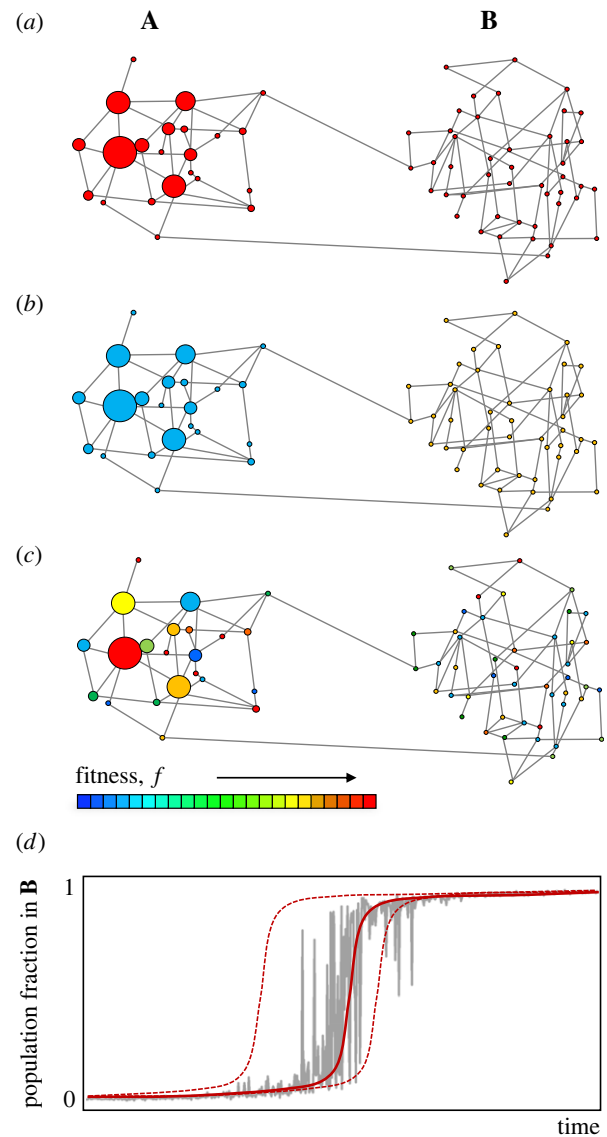 A B
(a)
(b)
(c)
fitness, f
(d)
1
population fraction in B
0
time